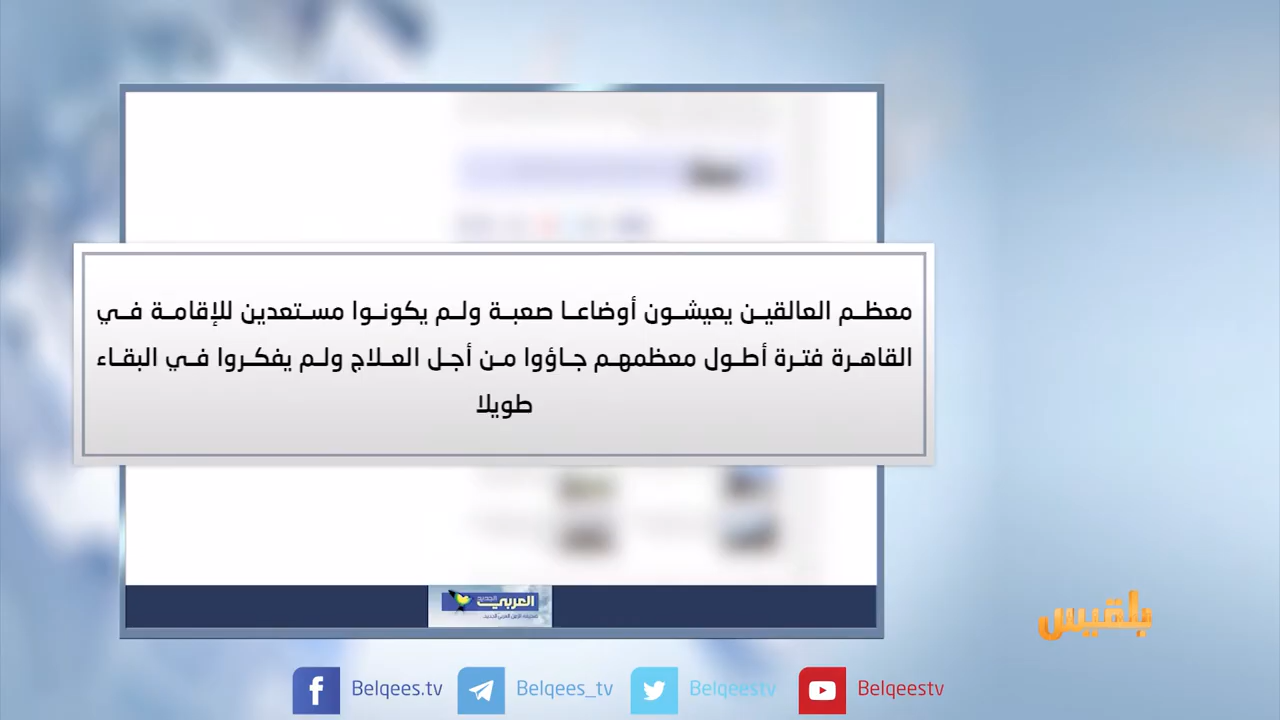 معظم العالقين يعيشون أوضاعا صعبة ولم يكونوا مستعدين للإقامة في
القاهرة فترة أطول معظمهم جاؤوا من أجل العلاج ولم يفكروا في البقاء
طويلا
العربي الجديد
بلقيس
Belqees.tv
Belqees_tv
Belqeestv
Belqeestv